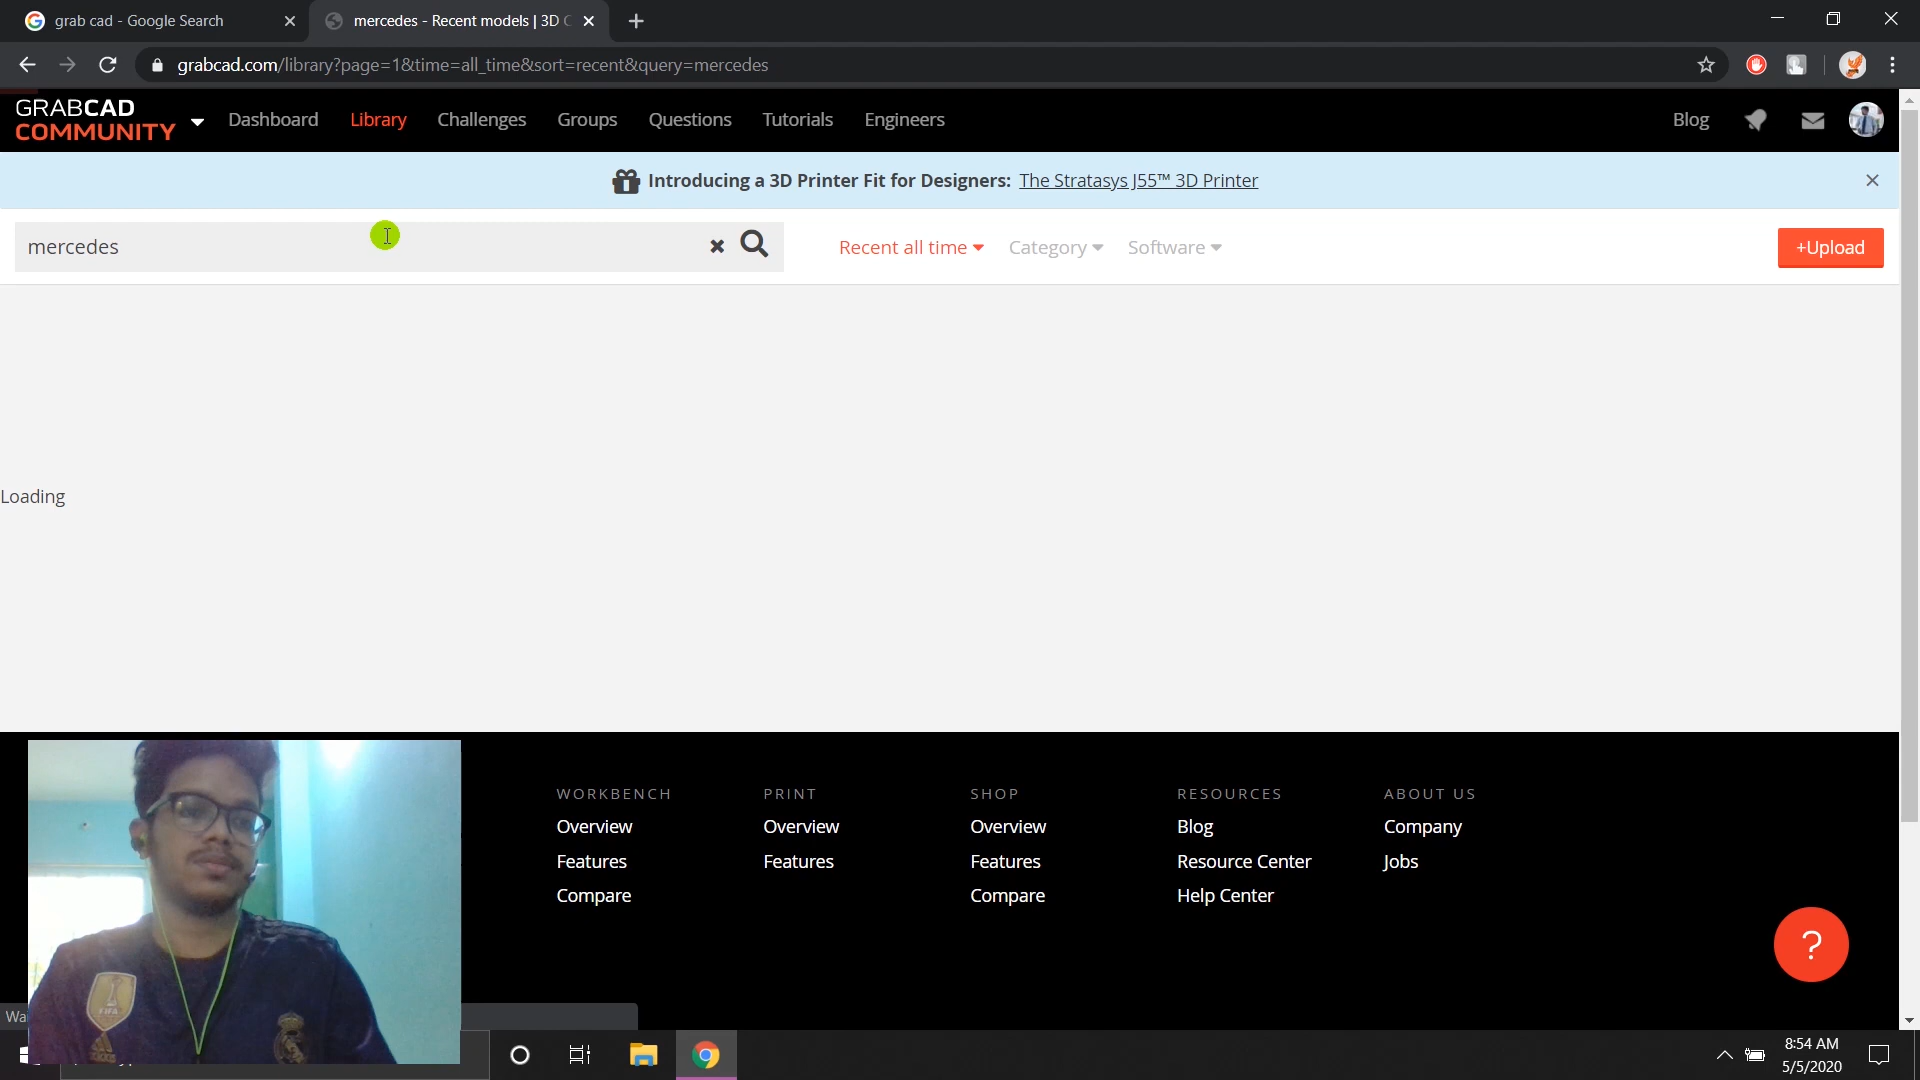 grab cad - Google Search
mercedes - Recent models | 3D C
grabcad.com/library?page=1&time=all_time&sort=recent&query=mercedes
GRABCAD
COMMUNITY
Dashboard Library Challenges Groups Questions Tutorials Engineers Blog
Introducing a 3D Printer Fit for Designers: The Stratasys J55™ 3D Printer
mercedes
Recent all time Category Software +Upload
Loading
WORKBENCH PRINT SHOP RESOURCES ABOUT US
Overview Overview Overview Blog Company
Features Features Features Resource Center Jobs
Compare Compare Help Center
?
FIFA
adidas
Wa
8:54 AM
5/5/2020